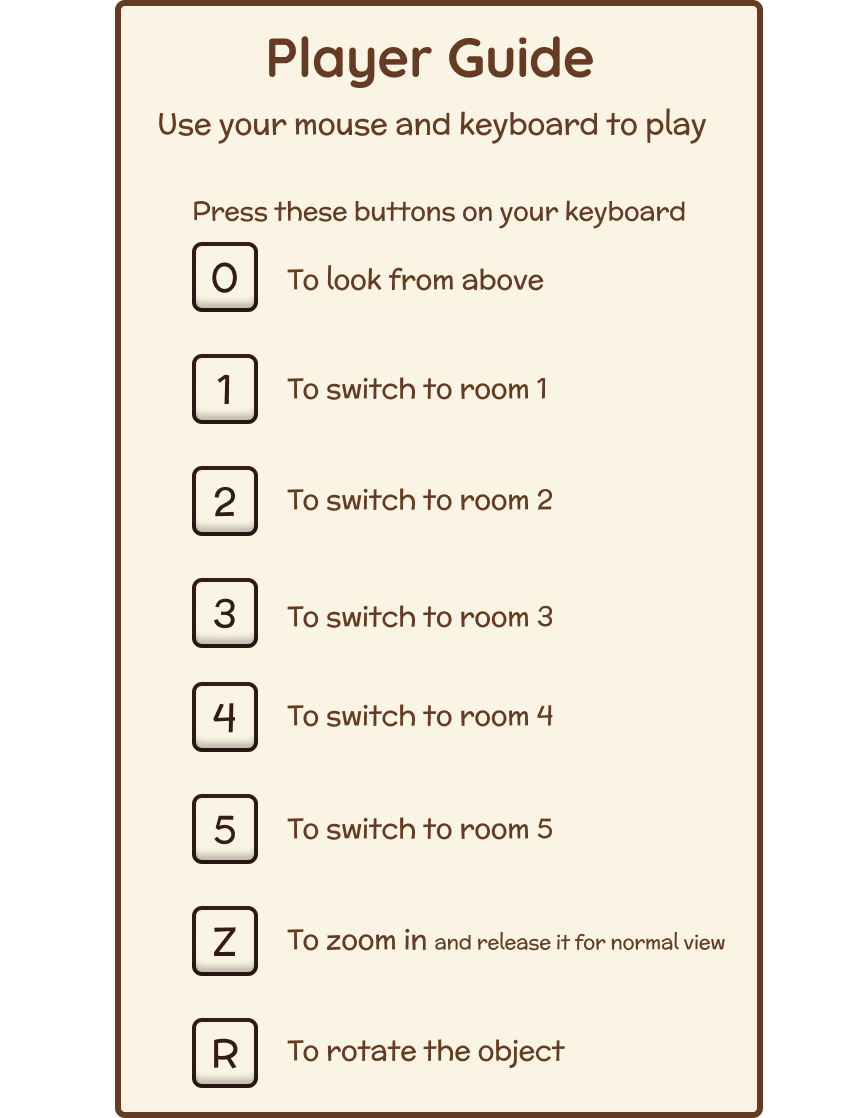 Player Guide
Use your mouse and keyboard to play
Press these buttons on your keyboard
0 To look from above
1 To switch to room 1
2 To switch to room 2
3 To switch to room 3
4 To switch to room 4
5 To switch to room 5
Z To zoom in and release it for normal view
R To rotate the object